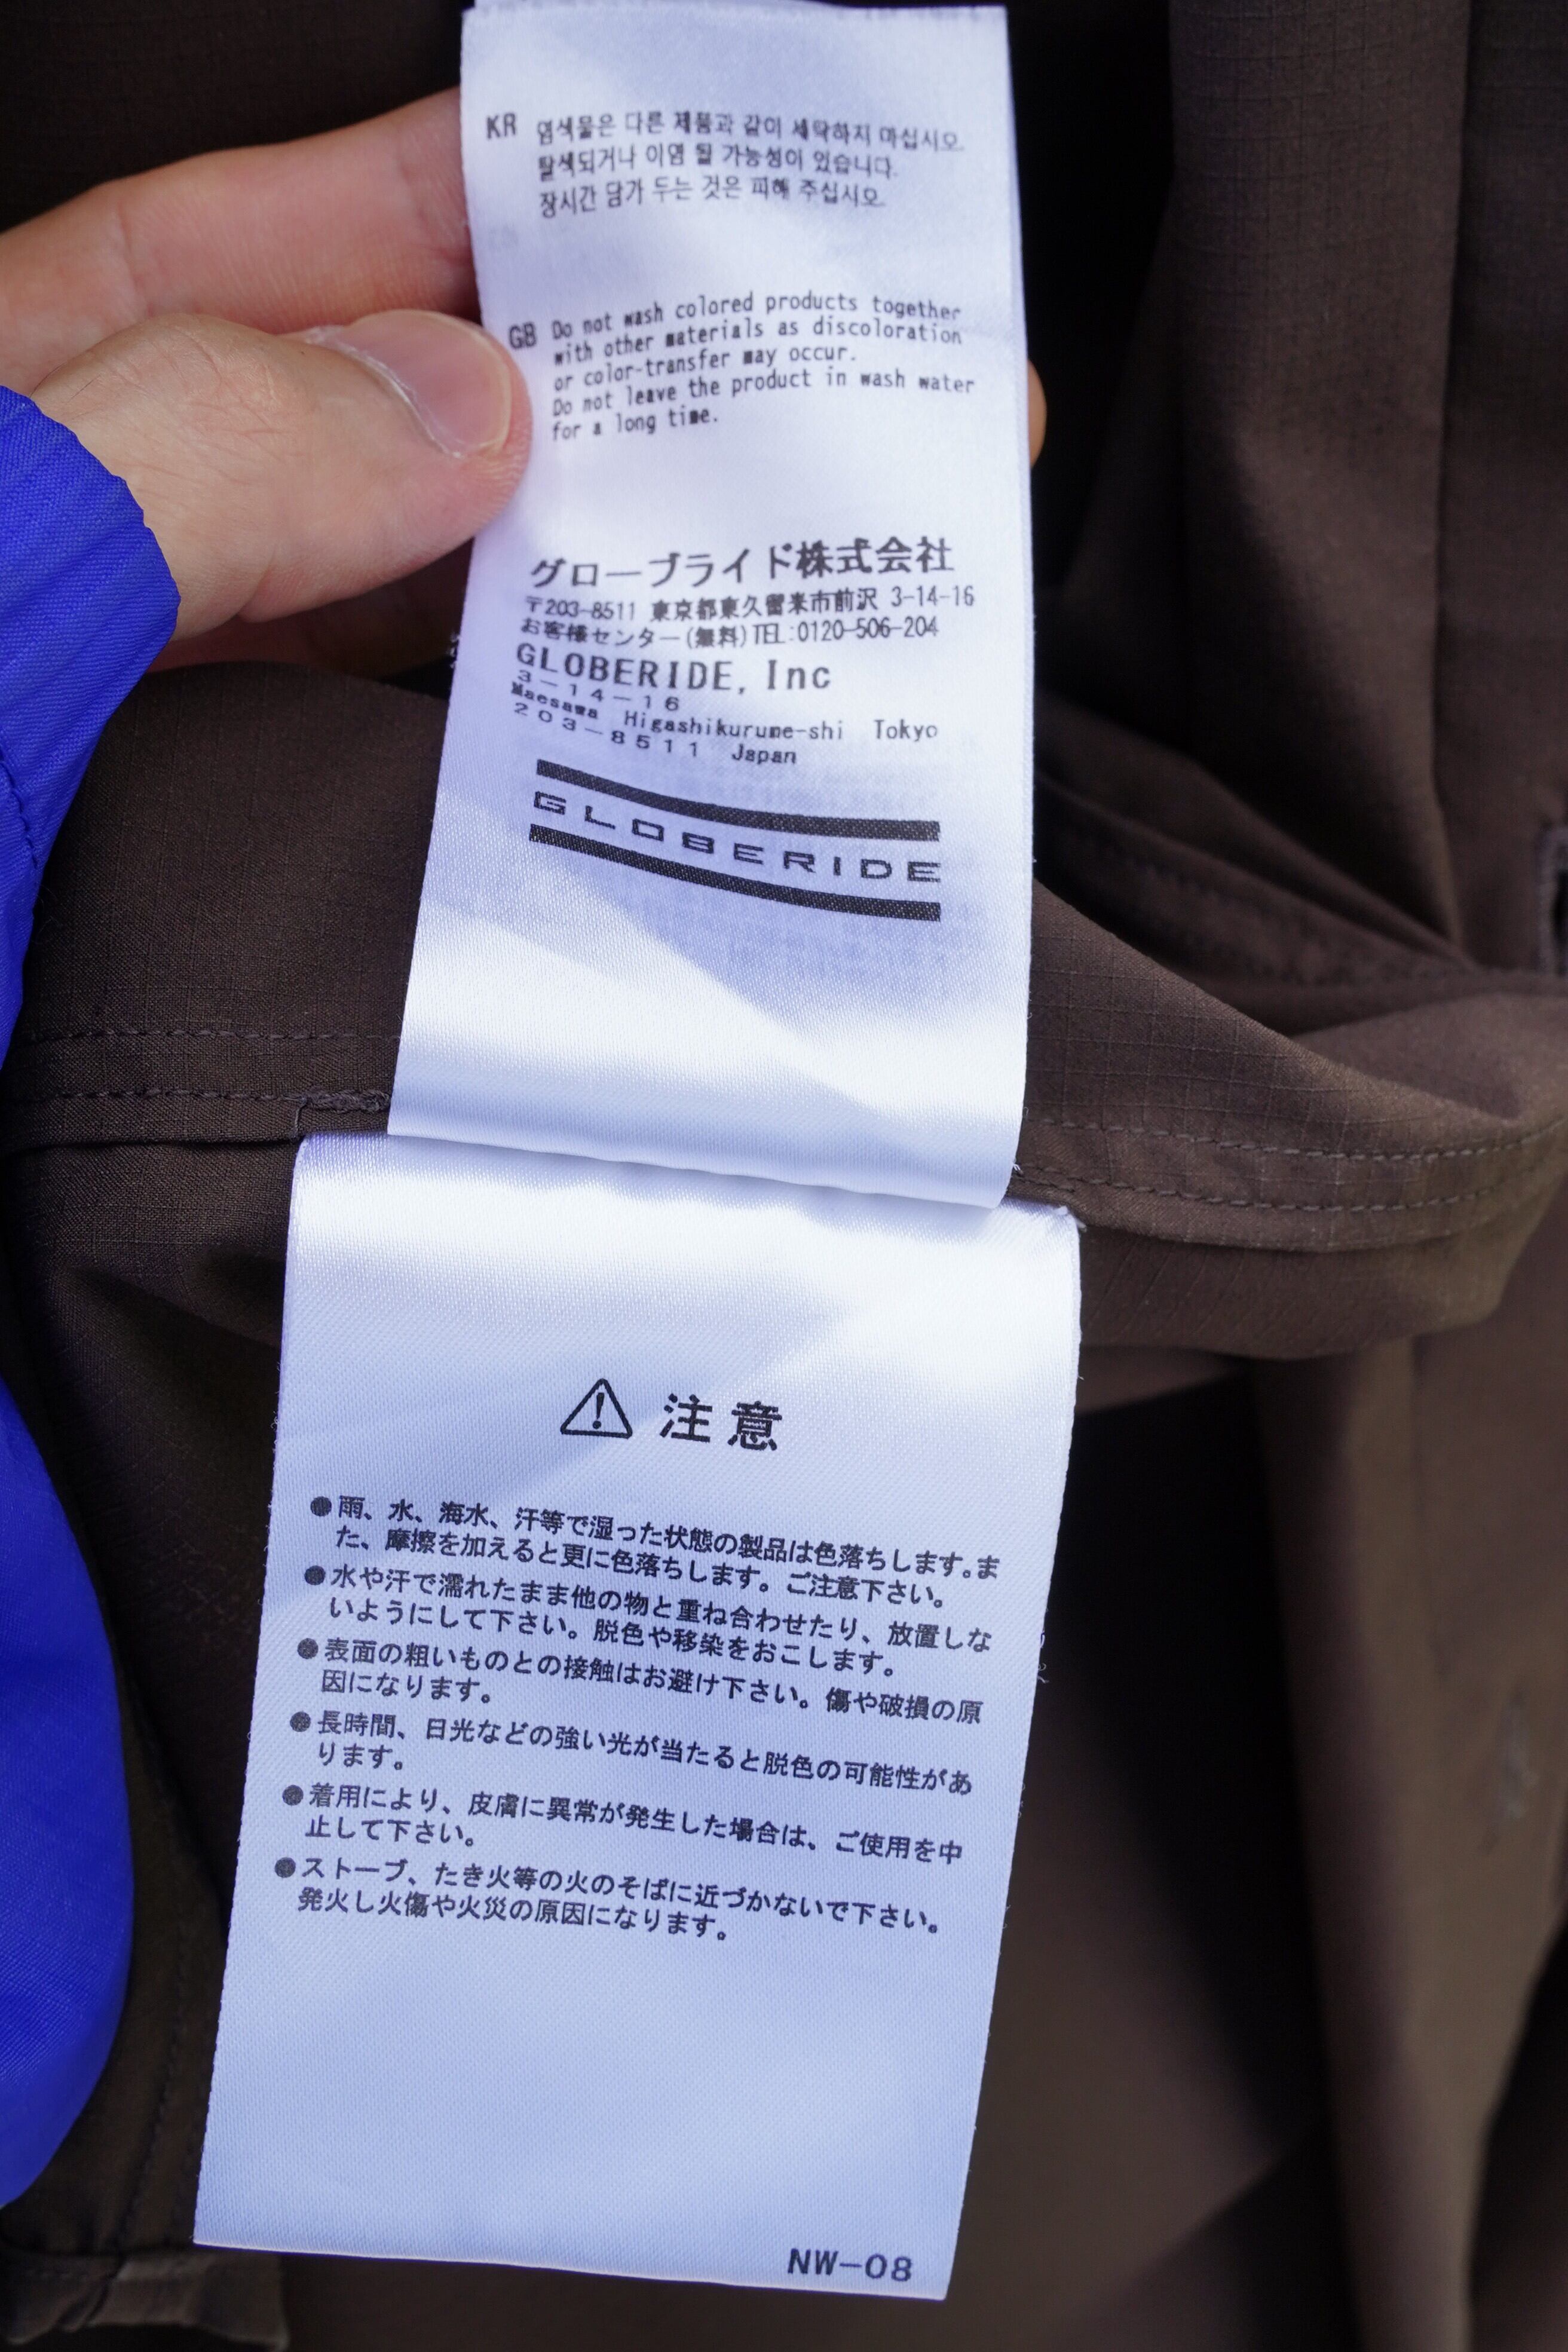 KR 염색물은 다른 제품과 같이 세탁하지 마십시오.
탈색되거나 이염 될 가능성이 있습니다.
장시간 담가 두는 것은 피해 주십시오.
GB Do not wash colored products together
with other materials as discoloration
or color-transfer may occur.
Do not leave the product in wash water
for a long time.
グローブライド株式会社
〒203-8511 東京都東久留米市前沢 3-14-16
お客様センター(無料)TEL:0120-506-204
GLOBERIDE, Inc
3-14-16
Maesawa Higashikurume-shi Tokyo
203-8511 Japan
GLOBERIDE
⚠ 注意
●雨、水、海水、汗等で湿った状態の製品は色落ちします。ま
た、摩擦を加えると更に色落ちします。ご注意下さい。
●水や汗で濡れたまま他の物と重ね合わせたり、放置しな
いようにして下さい。脱色や移染をおこします。
●表面の粗いものとの接触はお避け下さい。傷や破損の原
因になります。
●長時間、日光などの強い光が当たると脱色の可能性があ
ります。
●着用により、皮膚に異常が発生した場合は、ご使用を中
止して下さい。
●ストーブ、たき火等の火のそばに近づかないで下さい。
発火し火傷や火災の原因になります。
NW-08